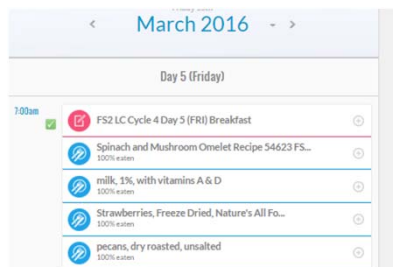 March 2016
Day 5 (Friday)
7:00am
FS2 LC Cycle 4 Day 5 (FRI) Breakfast
Spinach and Mushroom Omelet Recipe 54623 FS...
100% eaten
milk, 1%, with vitamins A & D
100% eaten
Strawberries, Freeze Dried, Nature's All Fo...
100% eaten
pecans, dry roasted, unsalted
100% eaten